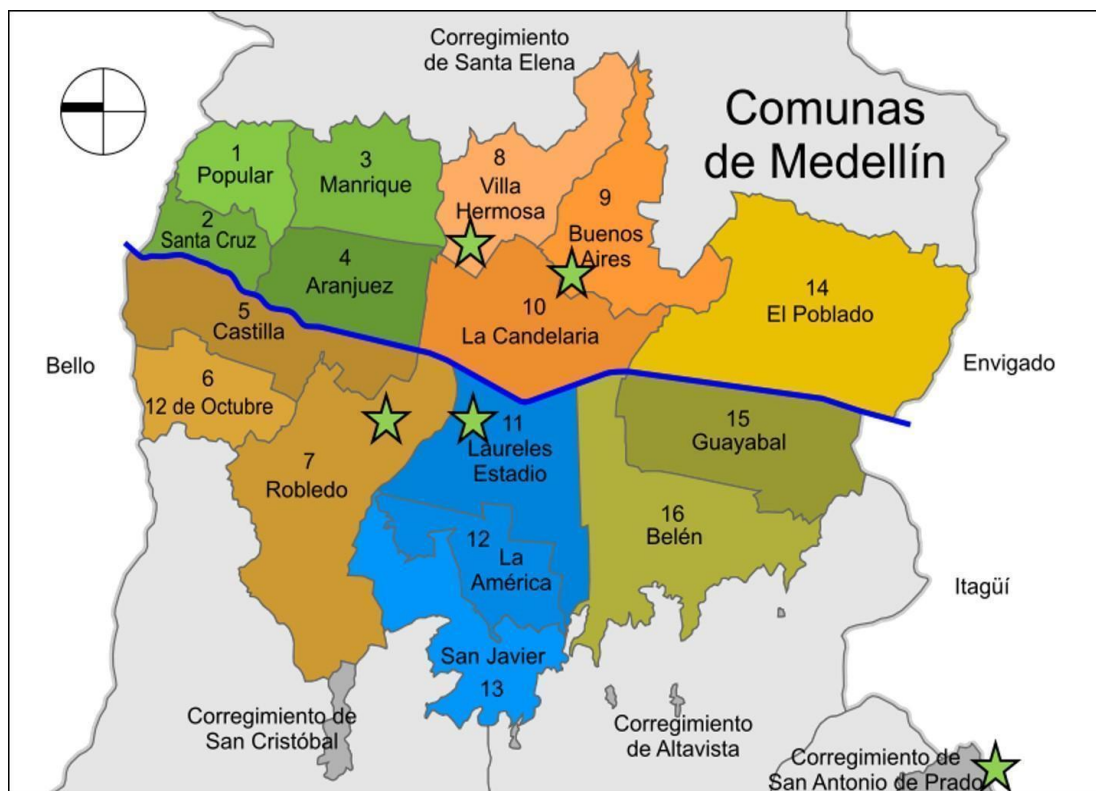 Corregimiento
de Santa Elena
Comunas
de Medellín
1
Popular
3
Manrique
8
Villa
Hermosa
9
Buenos
Aires
2
Santa Cruz
4
Aranjuez
14
El Poblado
5
Castilla
10
La Candelaria
Bello
Envigado
6
12 de Octubre
11
Laureles
Estadio
15
Guayabal
7
Robledo
16
Belén
12
La
América
Itagüí
San Javier
13
Corregimiento de
San Cristóbal
Corregimiento
de Altavista
Corregimiento de
San Antonio de Prado